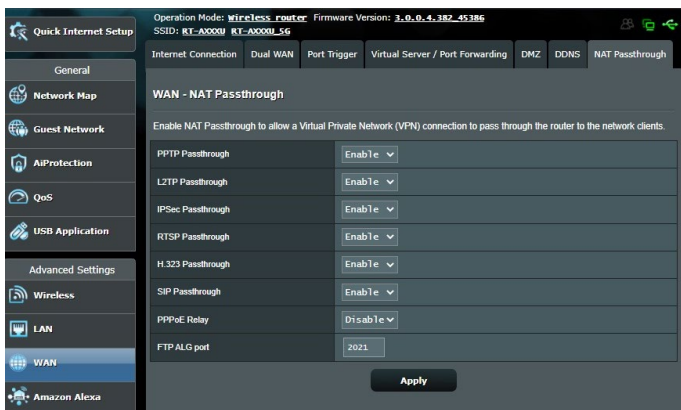 Quick Internet Setup
Operation Mode: Wireless router Firmware Version: 3.0.0.4.382_45386
SSID: RT-AXXXU RT-AXXXU_5G
Internet Connection Dual WAN Port Trigger Virtual Server / Port Forwarding DMZ DDNS NAT Passthrough
General
Network Map
Guest Network
AiProtection
QoS
USB Application
Advanced Settings
Wireless
LAN
WAN
Amazon Alexa
WAN - NAT Passthrough
Enable NAT Passthrough to allow a Virtual Private Network (VPN) connection to pass through the router to the network clients.
PPTP Passthrough Enable
L2TP Passthrough Enable
IPSec Passthrough Enable
RTSP Passthrough Enable
H.323 Passthrough Enable
SIP Passthrough Enable
PPPoE Relay Disable
FTP ALG port 2021
Apply